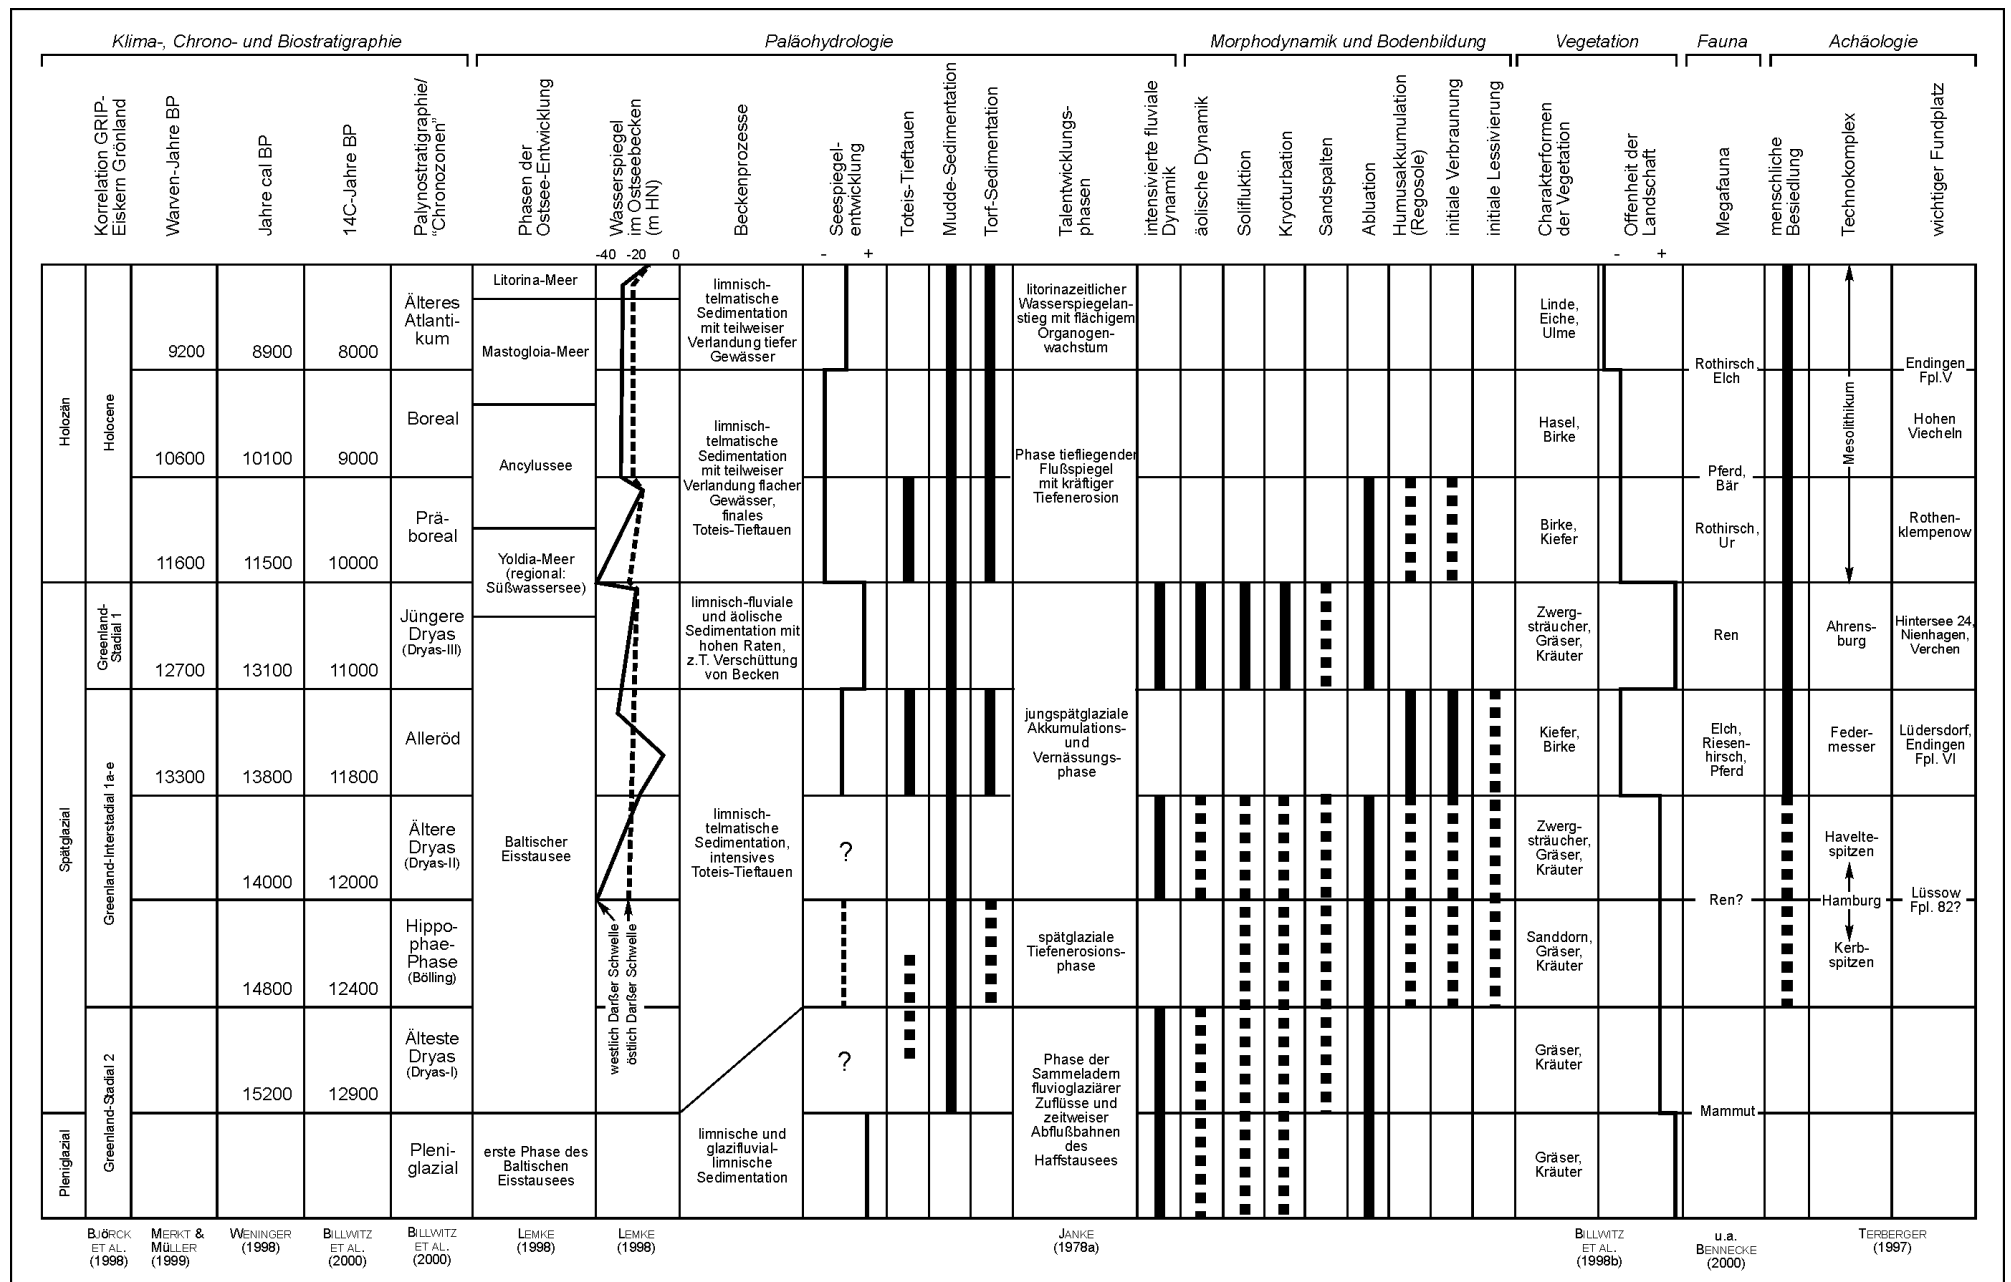 Klima-, Chrono- und Biostratigraphie
Paläohydrologie
Morphodynamik und Bodenbildung
Vegetation
Fauna
Achäologie
Korrelation GRIP-
Eiskern Grönland
Warven-Jahre BP
Jahre cal BP
14C-Jahre BP
Palynostratigraphie/
"Chronozonen"
Phasen der
Ostsee-Entwicklung
Wasserspiegel
im Ostseebecken
(m HN)
Beckenprozesse
Seespiegel-
entwicklung
Toteis-Tieftauen
Mudde-Sedimentation
Torf-Sedimentation
Talentwicklungs-
phasen
intensivierte fluviale
Dynamik
äolische Dynamik
Solifluktion
Kryoturbation
Sandspalten
Abluation
Humusakkumulation
(Regosole)
initiale Verbraunung
initiale Lessivierung
Charakterformen
der Vegetation
Offenheit der
Landschaft
Megafauna
menschliche
Besiedlung
Technokomplex
wichtiger Fundplatz
-40 -20 0
- +
- +
Holozän
Spätglazial
Pleniglazial
Holocene
Greenland-
Stadial 1
Greenland-Interstadial 1a-e
Greenland-Stadial 2
9200
10600
11600
12700
13300
8900
10100
11500
13100
13800
14000
14800
15200
8000
9000
10000
11000
11800
12000
12400
12900
Älteres
Atlanti-
kum
Boreal
Prä-
boreal
Jüngere
Dryas
(Dryas-III)
Alleröd
Ältere
Dryas
(Dryas-II)
Hippo-
phae-
Phase
(Bölling)
Älteste
Dryas
(Dryas-I)
Pleni-
glazial
Litorina-Meer
Mastogloia-Meer
Ancylussee
Yoldia-Meer
(regional:
Süßwassersee)
Baltischer
Eisstausee
erste Phase des
Baltischen
Eisstausees
westlich Darßer Schwelle
östlich Darßer Schwelle
limnisch-
telmatische
Sedimentation
mit teilweiser
Verlandung tiefer
Gewässer
limnisch-
telmatische
Sedimentation
mit teilweiser
Verlandung flacher
Gewässer,
finales
Toteis-Tieftauen
limnisch-fluviale
und äolische
Sedimentation mit
hohen Raten,
z.T. Verschüttung
von Becken
limnisch-
telmatische
Sedimentation,
intensives
Toteis-Tieftauen
limnische und
glazifluvial-
limnische
Sedimentation
?
?
litorinazeitlicher
Wasserspiegelan-
stieg mit flächigem
Organogen-
wachstum
Phase tiefliegender
Flußspiegel
mit kräftiger
Tiefenerosion
jungspätglaziale
Akkumulations-
und
Vernässungs-
phase
spätglaziale
Tiefenerosions-
phase
Phase der
Sammeladern
fluvioglaziärer
Zuflüsse und
zeitweiser
Abflußbahnen
des
Haffstausees
Linde,
Eiche,
Ulme
Hasel,
Birke
Birke,
Kiefer
Zwerg-
sträucher,
Gräser,
Kräuter
Kiefer,
Birke
Zwerg-
sträucher,
Gräser,
Kräuter
Sanddorn,
Gräser,
Kräuter
Gräser,
Kräuter
Gräser,
Kräuter
Rothirsch,
Elch
Pferd,
Bär
Rothirsch,
Ur
Ren
Elch,
Riesen-
hirsch,
Pferd
Ren?
Mammut
Mesolithikum
Ahrens-
burg
Feder-
messer
Havelte-
spitzen
Hamburg
Kerb-
spitzen
Endingen
Fpl.V
Hohen
Viecheln
Rothen-
klempenow
Hintersee 24,
Nienhagen,
Verchen
Lüdersdorf,
Endingen
Fpl. VI
Lüssow
Fpl. 82?
BJÖRCK
ET AL.
(1998)
MERKT &
MÜLLER
(1999)
WENINGER
(1998)
BILLWITZ
ET AL.
(2000)
BILLWITZ
ET AL.
(2000)
LEMKE
(1998)
LEMKE
(1998)
JANKE
(1978a)
BILLWITZ
ET AL.
(1998b)
u.a.
BENNECKE
(2000)
TERBERGER
(1997)